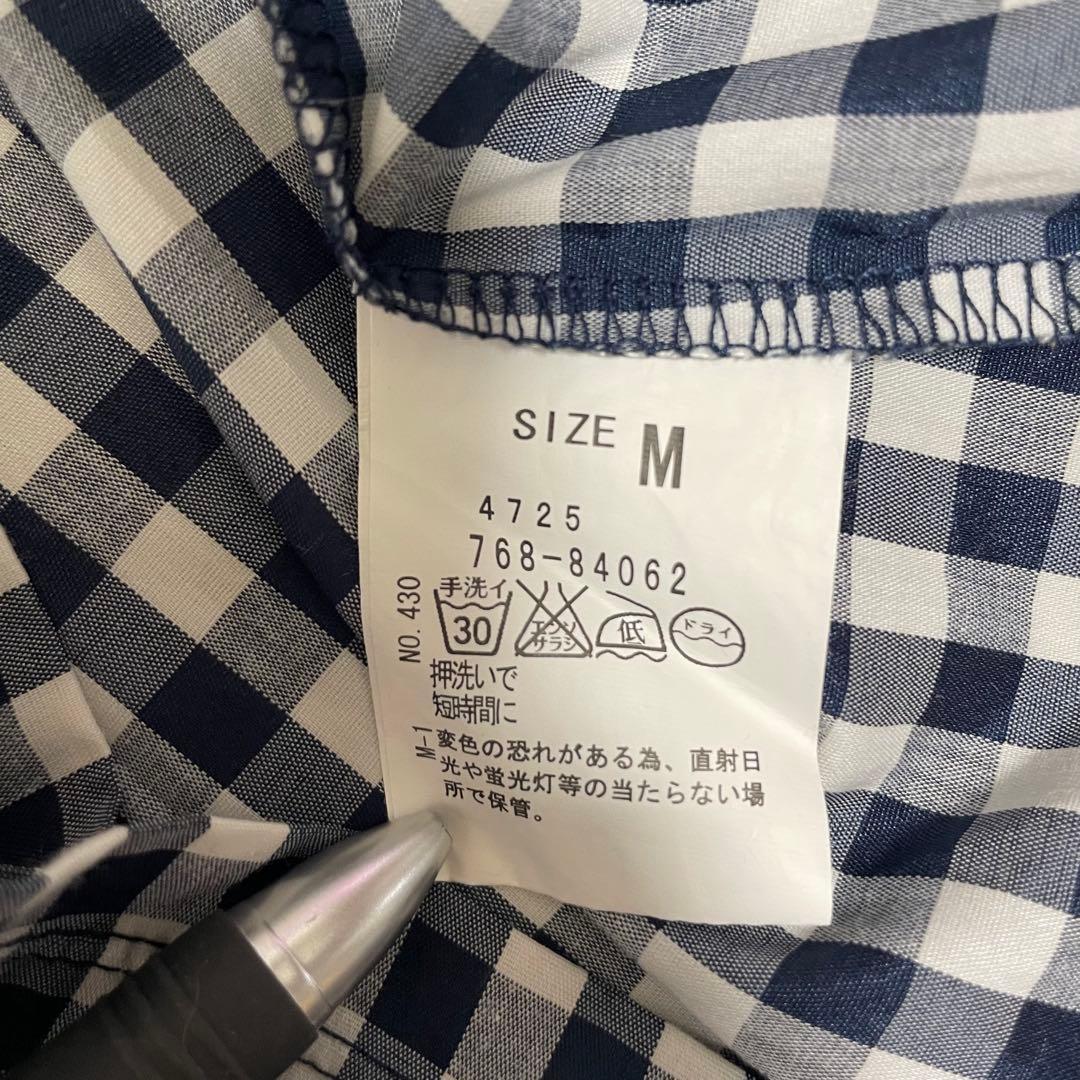 SIZE M
4725
768-84062
NO. 430
手洗イ
30
エンソ
サラシ
低
ドライ
押洗いで
短時間に
M-1
変色の恐れがある為、直射日
光や蛍光灯等の当たらない場
所で保管。